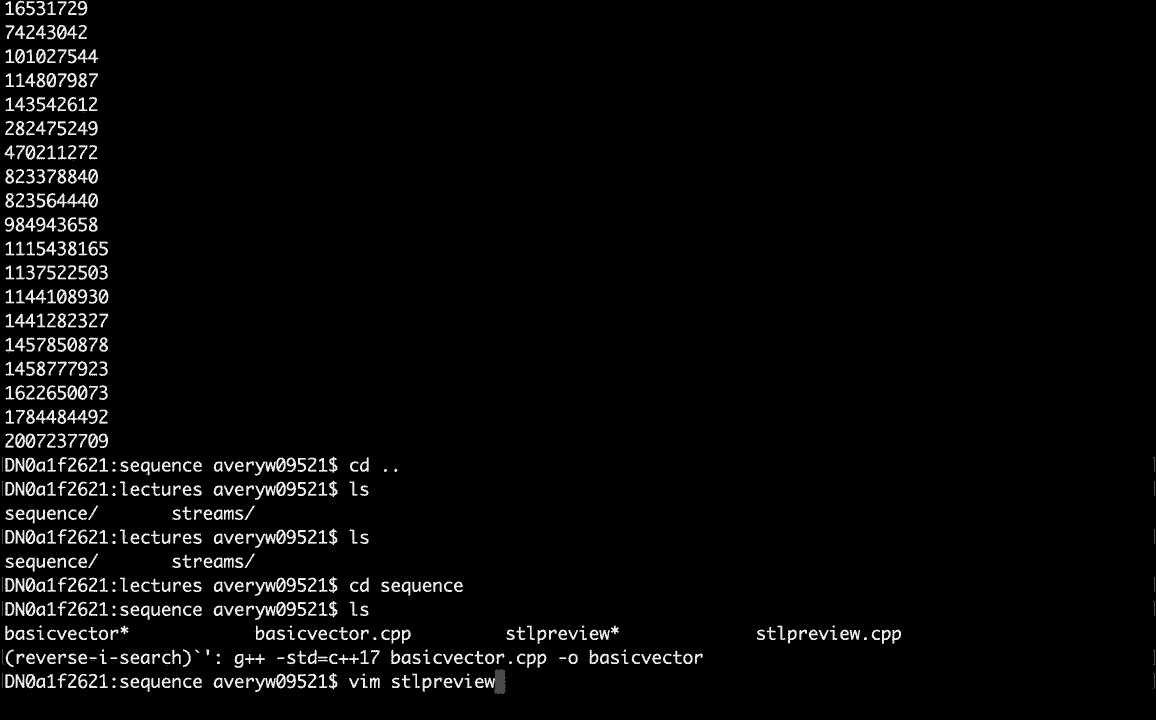 16531729
74243042
101027544
114807987
143542612
282475249
470211272
823378840
823564440
984943658
1115438165
1137522503
1144108930
1441282327
1457850878
1458777923
1622650073
1784484492
2007237709
DN0a1f2621:sequence averyw09521$ cd ..
DN0a1f2621:lectures averyw09521$ ls
sequence/ streams/
DN0a1f2621:lectures averyw09521$ ls
sequence/ streams/
DN0a1f2621:lectures averyw09521$ cd sequence
DN0a1f2621:sequence averyw09521$ ls
basicvector* basicvector.cpp stlpreview* stlpreview.cpp
(reverse-i-search)`': g++ -std=c++17 basicvector.cpp -o basicvector
DN0a1f2621:sequence averyw09521$ vim stlpreview